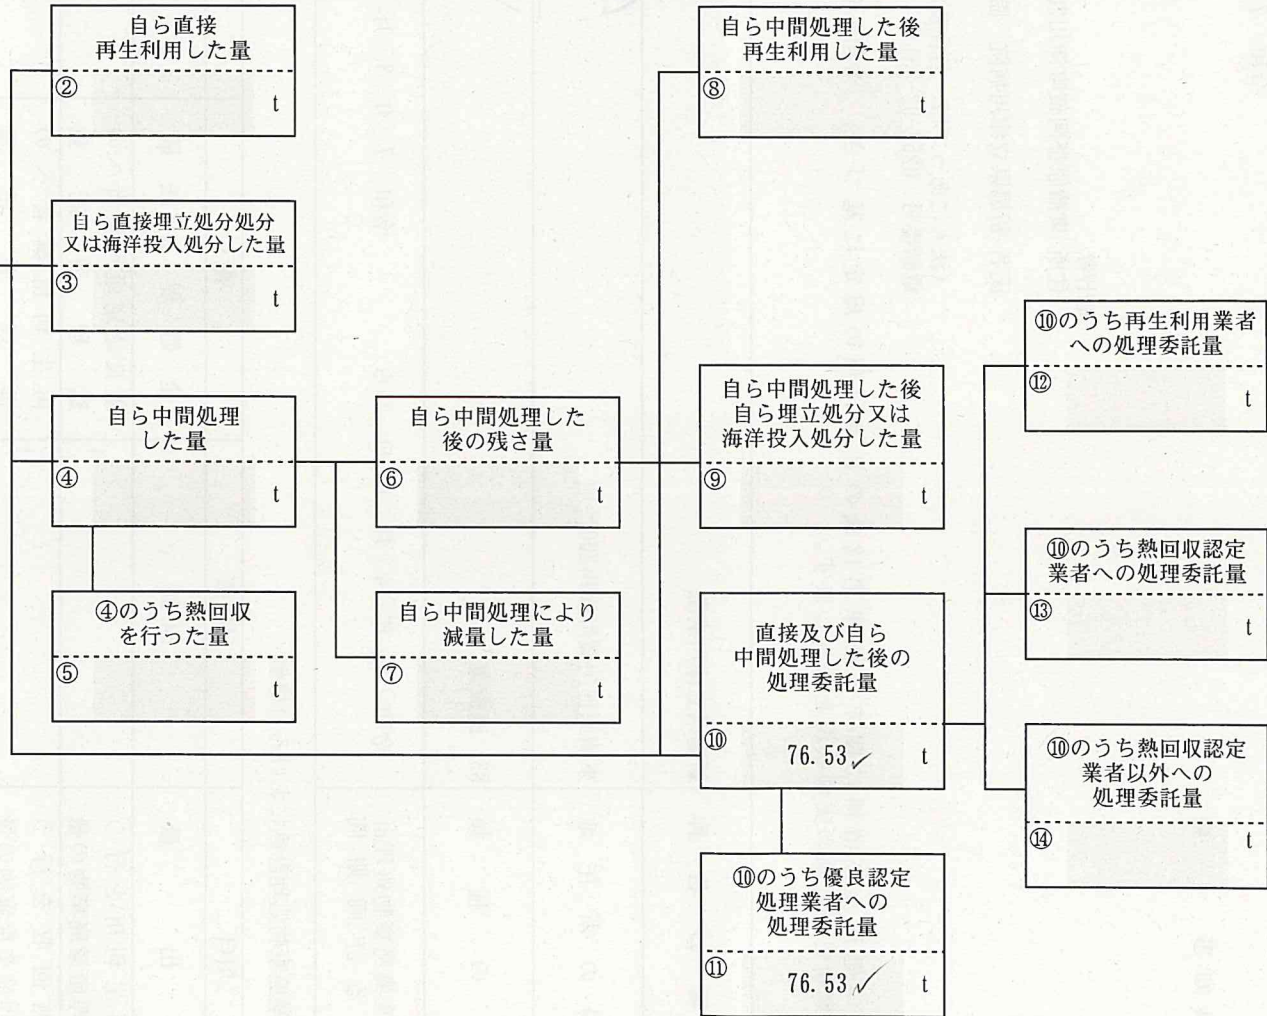 自ら直接
再生利用した量
②
t
自ら直接埋立処分処分
又は海洋投入処分した量
③
t
自ら中間処理
した量
④
t
④のうち熱回収
を行った量
⑤
t
自ら中間処理した
後の残さ量
⑥
t
自ら中間処理により
減量した量
⑦
t
自ら中間処理した後
再生利用した量
⑧
t
自ら中間処理した後
自ら埋立処分又は
海洋投入処分した量
⑨
t
直接及び自ら
中間処理した後の
処理委託量
⑩
76.53✓ t
⑩のうち優良認定
処理業者への
処理委託量
⑪
76.53✓ t
⑩のうち再生利用業者
への処理委託量
⑫
t
⑩のうち熱回収認定
業者への処理委託量
⑬
t
⑩のうち熱回収認定
業者以外への
処理委託量
⑭
t